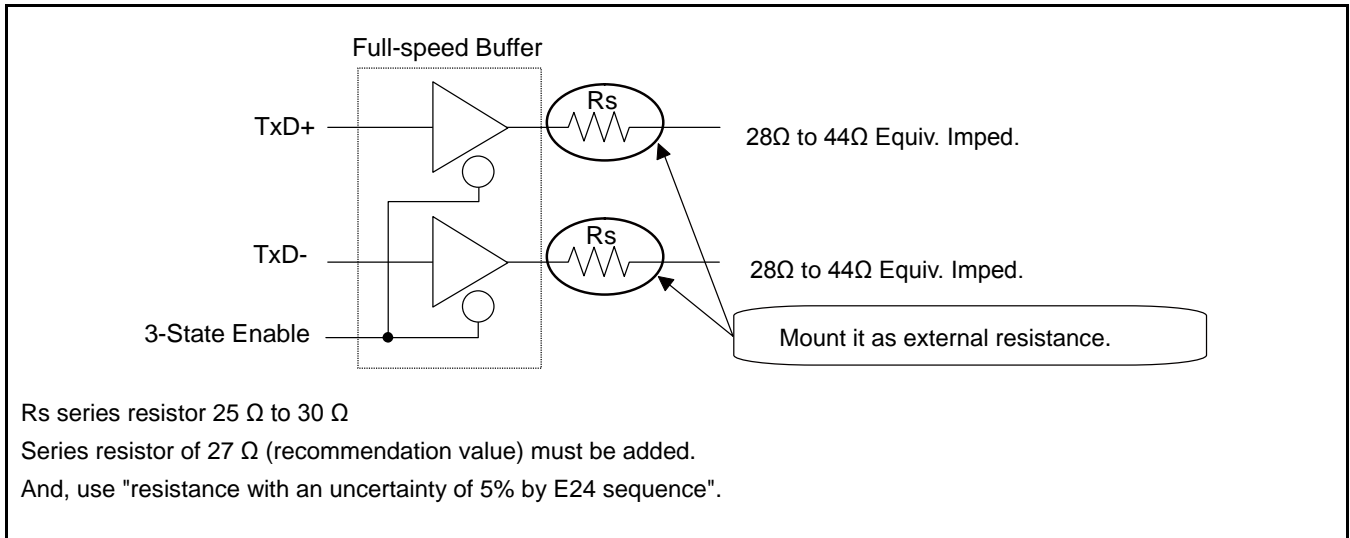 Full-speed Buffer
Rs
TxD+
28Ω to 44Ω Equiv. Imped.
Rs
TxD-
28Ω to 44Ω Equiv. Imped.
3-State Enable
Mount it as external resistance.
Rs series resistor 25 Ω to 30 Ω
Series resistor of 27 Ω (recommendation value) must be added.
And, use "resistance with an uncertainty of 5% by E24 sequence".